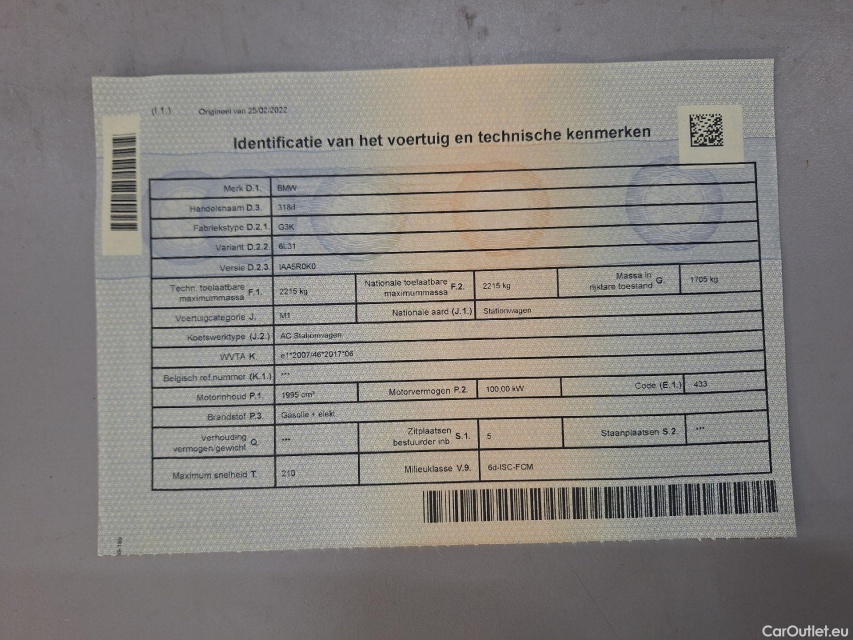 (I.1.) Origineel van 25/02/2022
Identificatie van het voertuig en technische kenmerken
Merk D.1. BMW
Handelsnaam D.3. 318d
Fabriekstype D.2.1. G3K
Variant D.2.2. 6L31
Versie D.2.3. IAA5R0K0
Techn. toelaatbare maximummassa F.1. 2215 kg Nationale toelaatbare maximummassa F.2. 2215 kg Massa in rijklare toestand G. 1705 kg
Voertuigcategorie J. M1 Nationale aard (J.1.) Stationwagen
Koetswerktype (J.2.) AC Stationwagen
WVTA K. e1*2007/46*2017*06
Belgisch ref.nummer (K.1.) ***
Motorinhoud P.1. 1995 cm³ Motorvermogen P.2. 100,00 kW Code (E.1.) 433
Brandstof P.3. Gasolie + elekt
Verhouding vermogen/gewicht Q. *** Zitplaatsen bestuurder inb. S.1. 5 Staanplaatsen S.2. ***
Maximum snelheid T. 210 Milieuklasse V.9. 6d-ISC-FCM
CarOutlet.eu